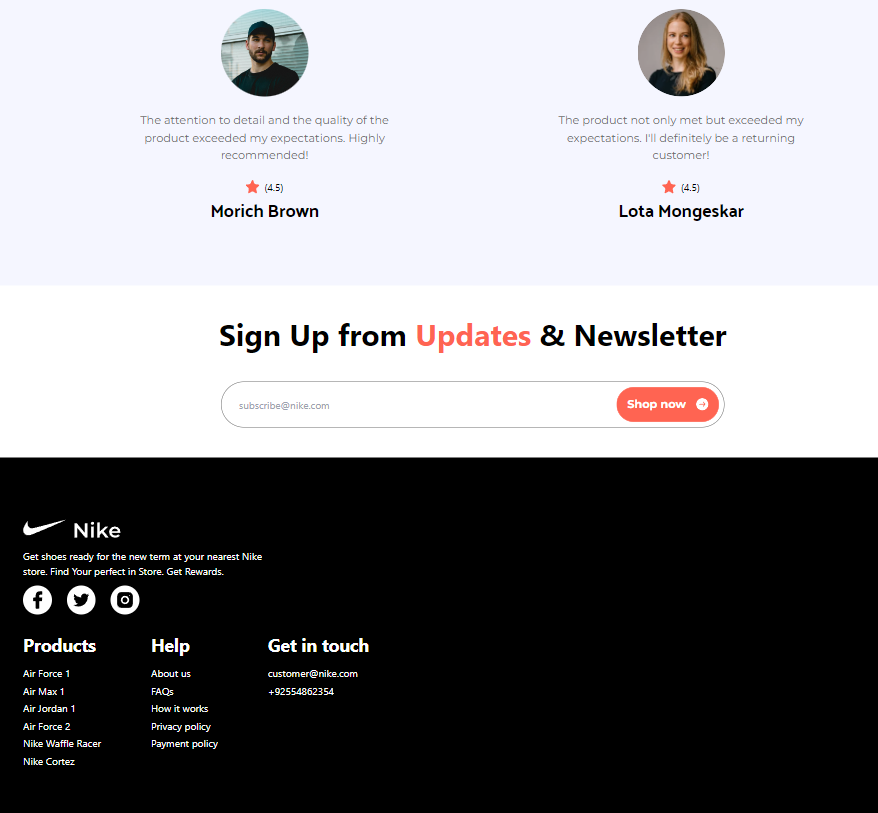 The attention to detail and the quality of the
product exceeded my expectations. Highly
recommended!
(4.5)
Morich Brown
The product not only met but exceeded my
expectations. I'll definitely be a returning
customer!
(4.5)
Lota Mongeskar
Sign Up from Updates & Newsletter
subscribe@nike.com
Shop now
Nike
Get shoes ready for the new term at your nearest Nike
store. Find Your perfect in Store. Get Rewards.
Products
Air Force 1
Air Max 1
Air Jordan 1
Air Force 2
Nike Waffle Racer
Nike Cortez
Help
About us
FAQs
How it works
Privacy policy
Payment policy
Get in touch
customer@nike.com
+92554862354